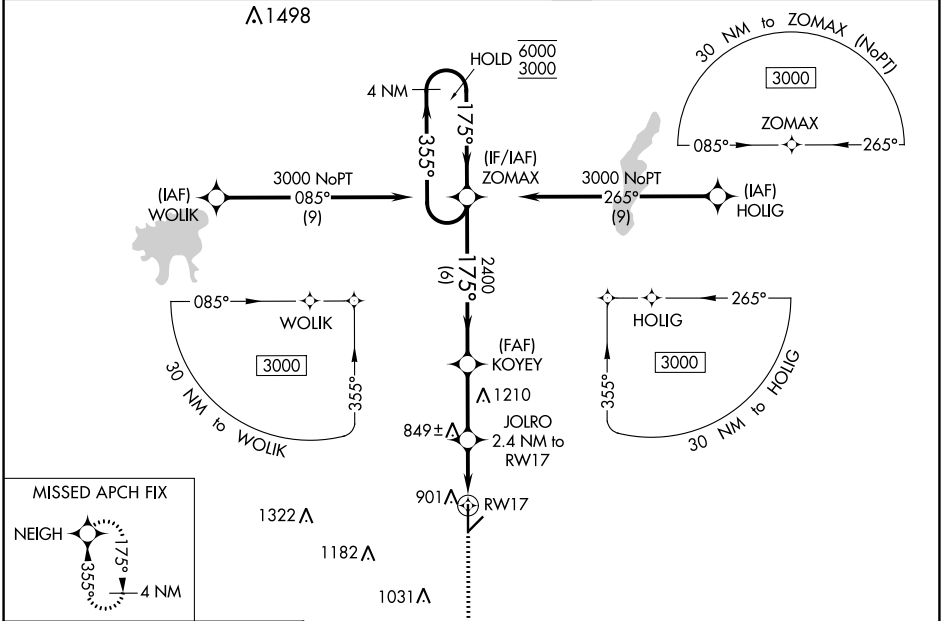 1498
HOLD 6000
3000
4 NM
175°
355°
(IF/IAF)
ZOMAX
30 NM to ZOMAX (NoPT)
3000
ZOMAX
085°
265°
(IAF)
WOLIK
3000 NoPT
085°
(9)
3000 NoPT
265°
(9)
(IAF)
HOLIG
2400
175°
(6)
085°
WOLIK
3000
355°
30 NM to WOLIK
265°
HOLIG
3000
355°
30 NM to HOLIG
(FAF)
KOYEY
1210
849±
JOLRO
2.4 NM to
RW17
901
RW17
1322
1182
1031
MISSED APCH FIX
NEIGH
175°
355°
4 NM